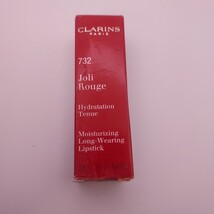 CLARINS
PARIS
732
Joli
Rouge
Hydratation
Tenue
Moisturizing
Long-Wearing
Lipstick